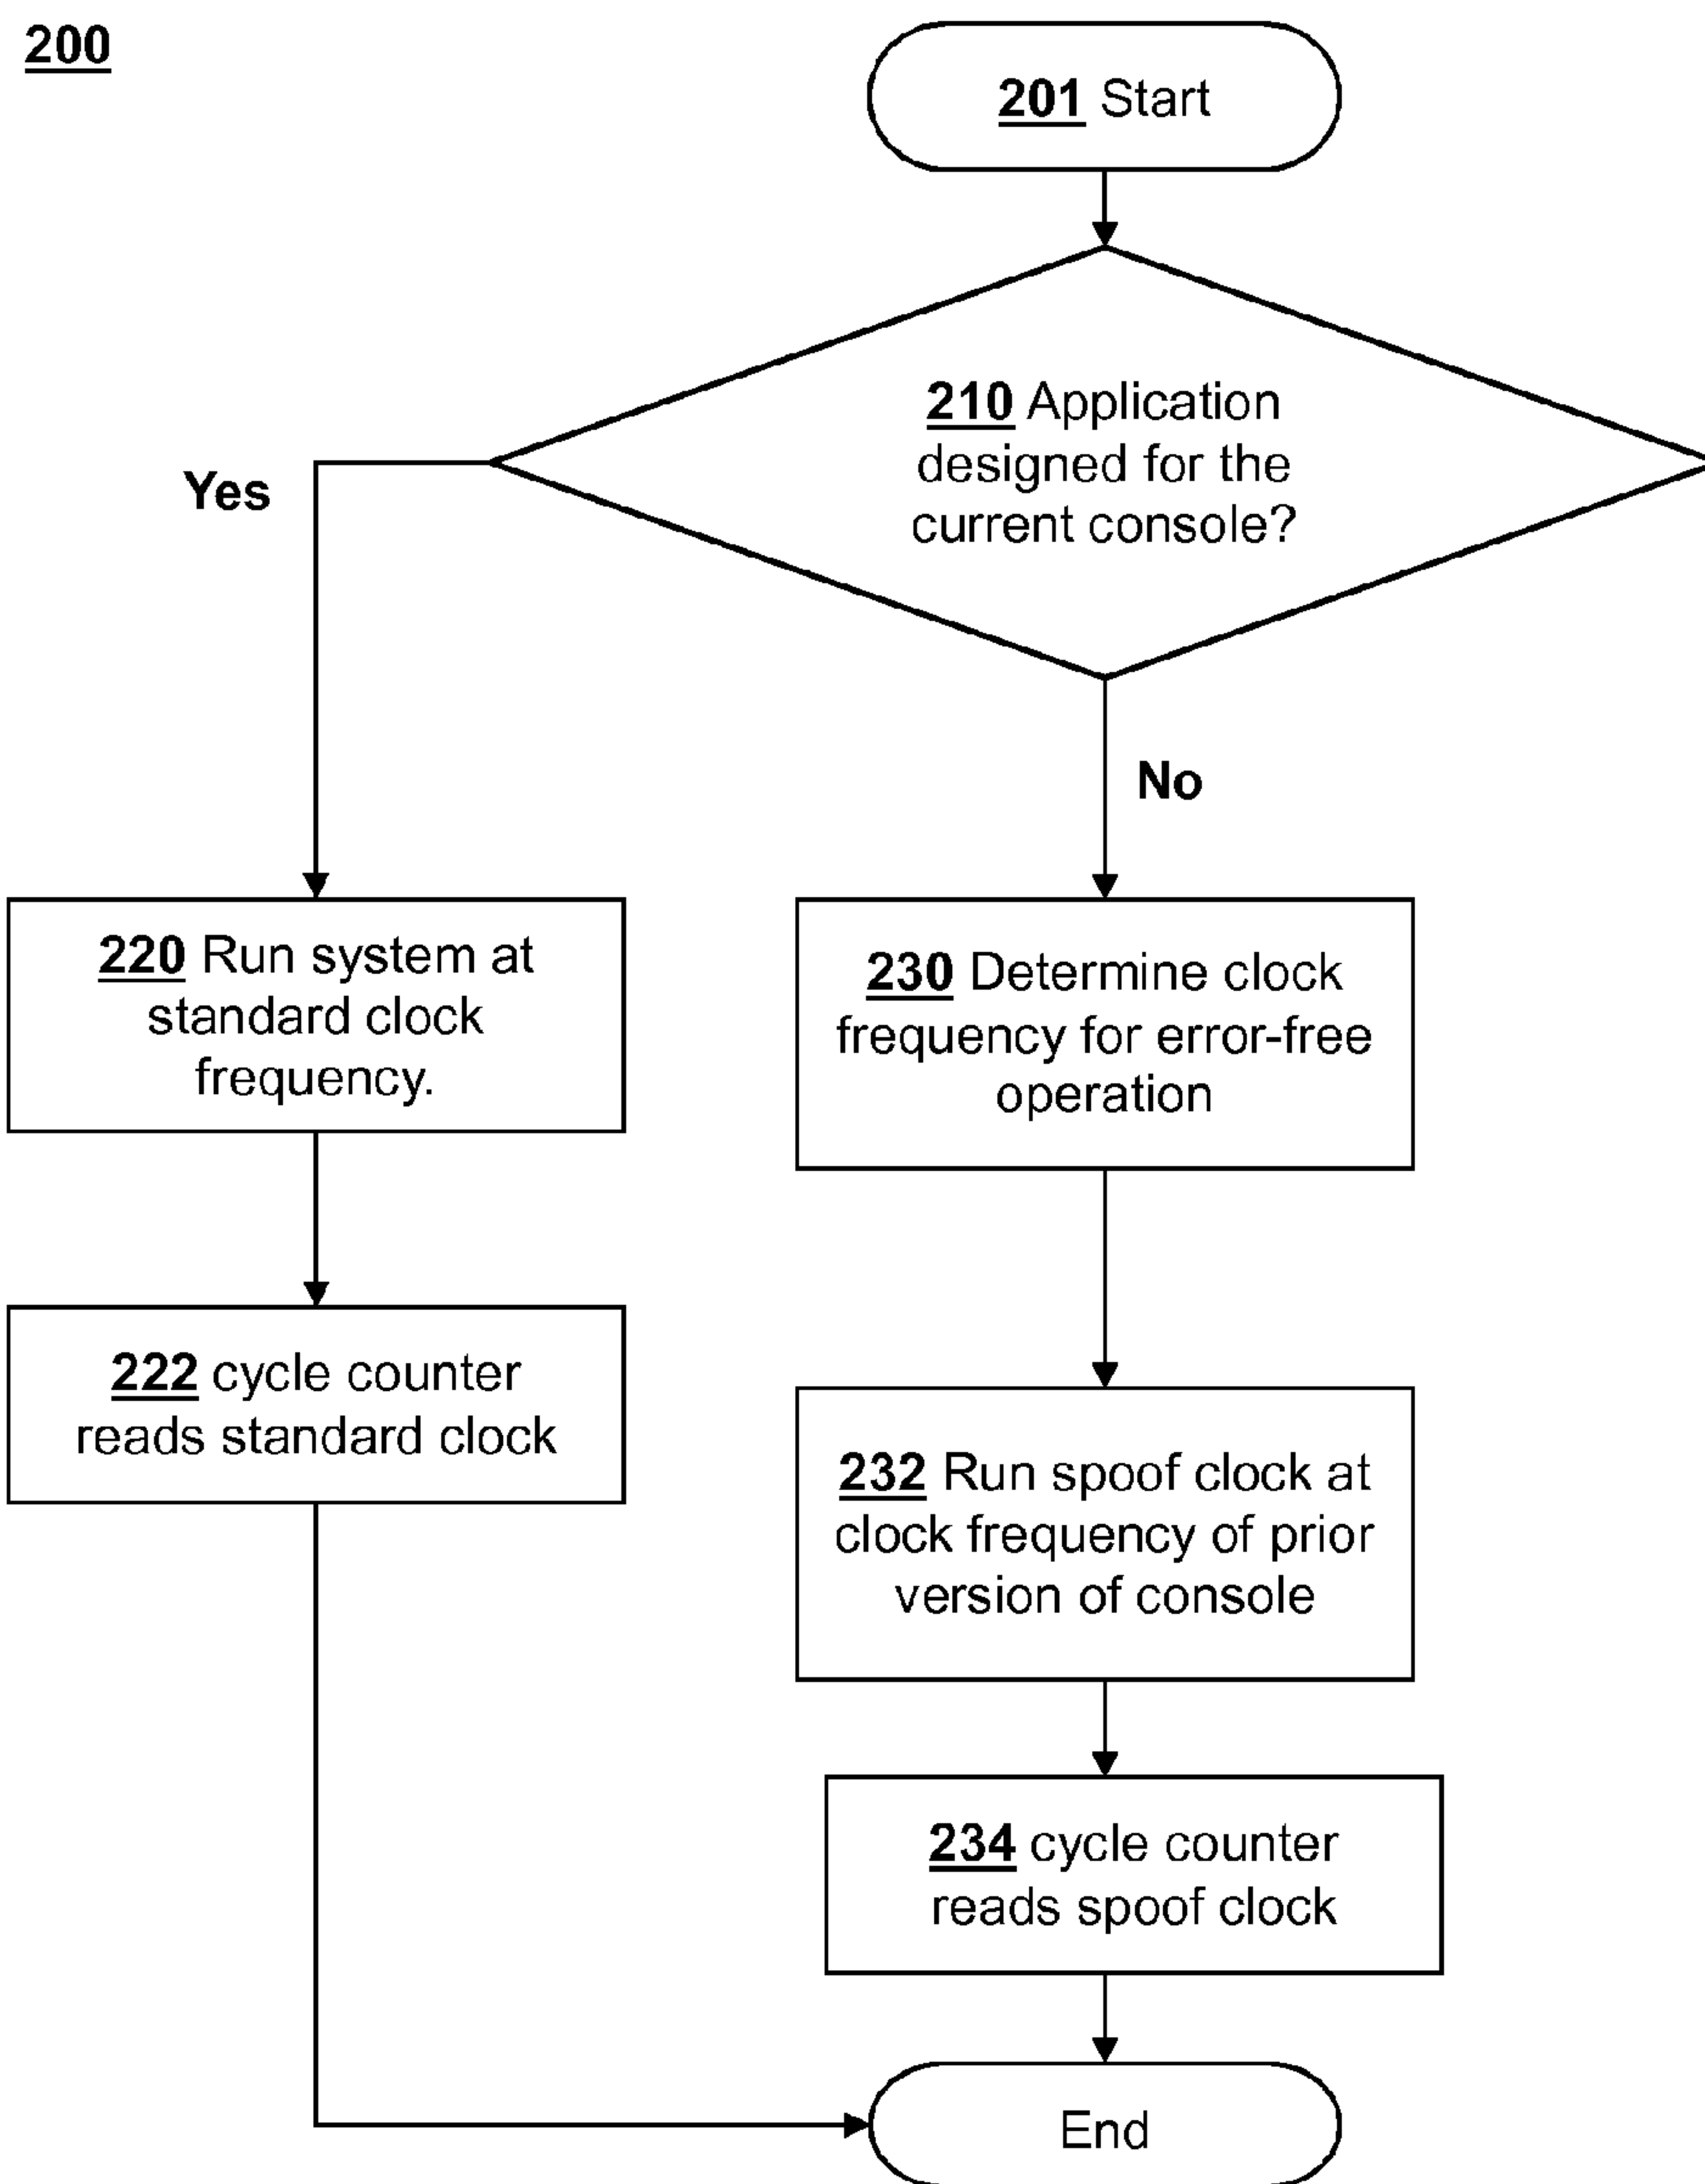 200
201 Start
210 Application
designed for the
current console?
Yes
No
220 Run system at
standard clock
frequency.
230 Determine clock
frequency for error-free
operation
222 cycle counter
reads standard clock
232 Run spoof clock at
clock frequency of prior
version of console
234 cycle counter
reads spoof clock
End